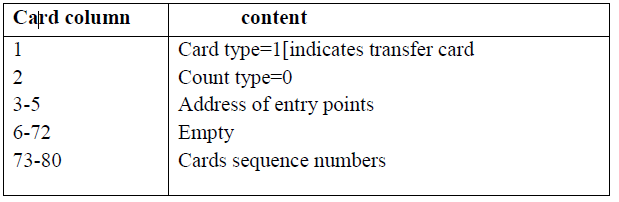 Card column content
1 Card type=1[indicates transfer card
2 Count type=0
3-5 Address of entry points
6-72 Empty
73-80 Cards sequence numbers